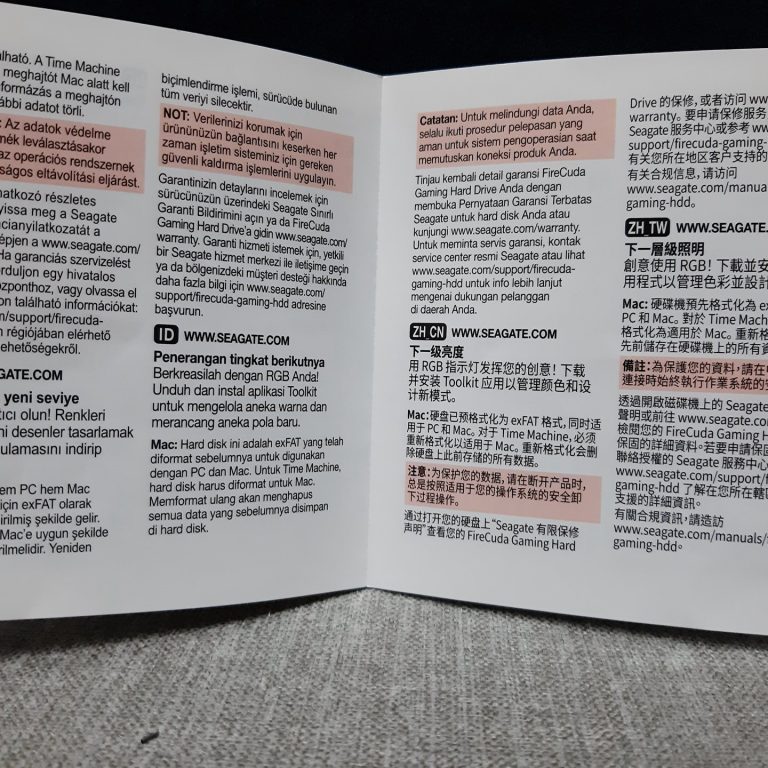 álható. A Time Machine
meghajtót Mac alatt kell
formázás a meghajtón
ábbi adatot törli.
Az adatok védelme
nék leválasztásakor
az operációs rendszernek
ságos eltávolítási eljárást.
natkozó részletes
yissa meg a Seagate
ncianyilatkozatát a
épjen a www.seagate.com/
Ha garanciás szervizelést
orduljon egy hivatalos
központhoz, vagy olvassa el
on található információkat:
m/support/firecuda-
n régiójában elérhető
ehetőségekről.
GATE.COM
yeni seviye
tıcı olun! Renkleri
ni desenler tasarlamak
ulamasını indirip
em PC hem Mac
için exFAT olarak
irilmiş şekilde gelir.
Mac'e uygun şekilde
rilmelidir. Yeniden
biçimlendirme işlemi, sürücüde bulunan
tüm veriyi silecektir.
NOT: Verilerinizi korumak için
ürününüzün bağlantısını keserken her
zaman işletim sisteminiz için gereken
güvenli kaldırma işlemlerini uygulayın.
Garantinizin detaylarını incelemek için
sürücünüzün üzerindeki Seagate Sınırlı
Garanti Bildirimini açın ya da FireCuda
Gaming Hard Drive'a gidin www.seagate.com/
warranty. Garanti hizmeti istemek için, yetkili
bir Seagate hizmet merkezi ile iletişime geçin
ya da bölgenizdeki müşteri desteği hakkında
daha fazla bilgi için www.seagate.com/
support/firecuda-gaming-hdd adresine
başvurun.
ID WWW.SEAGATE.COM
Penerangan tingkat berikutnya
Berkreasilah dengan RGB Anda!
Unduh dan instal aplikasi Toolkit
untuk mengelola aneka warna dan
merancang aneka pola baru.
Mac: Hard disk ini adalah exFAT yang telah
diformat sebelumnya untuk digunakan
dengan PC dan Mac. Untuk Time Machine,
hard disk harus diformat untuk Mac.
Memformat ulang akan menghapus
semua data yang sebelumnya disimpan
di hard disk.
Catatan: Untuk melindungi data Anda,
selalu ikuti prosedur pelepasan yang
aman untuk sistem pengoperasian saat
memutuskan koneksi produk Anda.
Tinjau kembali detail garansi FireCuda
Gaming Hard Drive Anda dengan
membuka Pernyataan Garansi Terbatas
Seagate untuk hard disk Anda atau
kunjungi www.seagate.com/warranty.
Untuk meminta servis garansi, kontak
service center resmi Seagate atau lihat
www.seagate.com/support/firecuda-
gaming-hdd untuk info lebih lanjut
mengenai dukungan pelanggan
di daerah Anda.
ZH_CN WWW.SEAGATE.COM
下一级亮度
用 RGB 指示灯发挥您的创意！下载
并安装 Toolkit 应用以管理颜色和设
计新模式。
Mac：硬盘已预格式化为 exFAT 格式，同时适
用于 PC 和 Mac。对于 Time Machine，必须
重新格式化以适用于 Mac。重新格式化会删
除硬盘上此前存储的所有数据。
注意：为保护您的数据，请在断开产品时，
总是按照适用于您的操作系统的安全卸
下过程操作。
通过打开您的硬盘上“Seagate 有限保修
声明”查看您的 FireCuda Gaming Hard
Drive 的保修，或者访问 www
warranty。要申请保修服务
Seagate 服务中心或参考 ww
support/firecuda-gaming-
有关您所在地区客户支持的
有关合规信息，请访问
www.seagate.com/manua
gaming-hdd。
ZH_TW WWW.SEAGATE.
下一層級照明
創意使用 RGB！下載並安
用程式以管理色彩並設計
Mac：硬碟機預先格式化為 ex
PC 和 Mac。對於 Time Machin
格式化為適用於 Mac。重新格
先前儲存在硬碟機上的所有資
備註：為保護您的資料，請在中
連接時始終執行作業系統的安
透過開啟磁碟機上的 Seagat
聲明或前往 www.seagate.co
檢閱您的 FireCuda Gaming H
保固的詳細資料。若要申請保固
聯絡授權的 Seagate 服務中心
www.seagate.com/support/fi
gaming-hdd 了解在您所在轄區
支援的詳細資訊。
有關合規資訊，請造訪
www.seagate.com/manuals/
gaming-hdd。